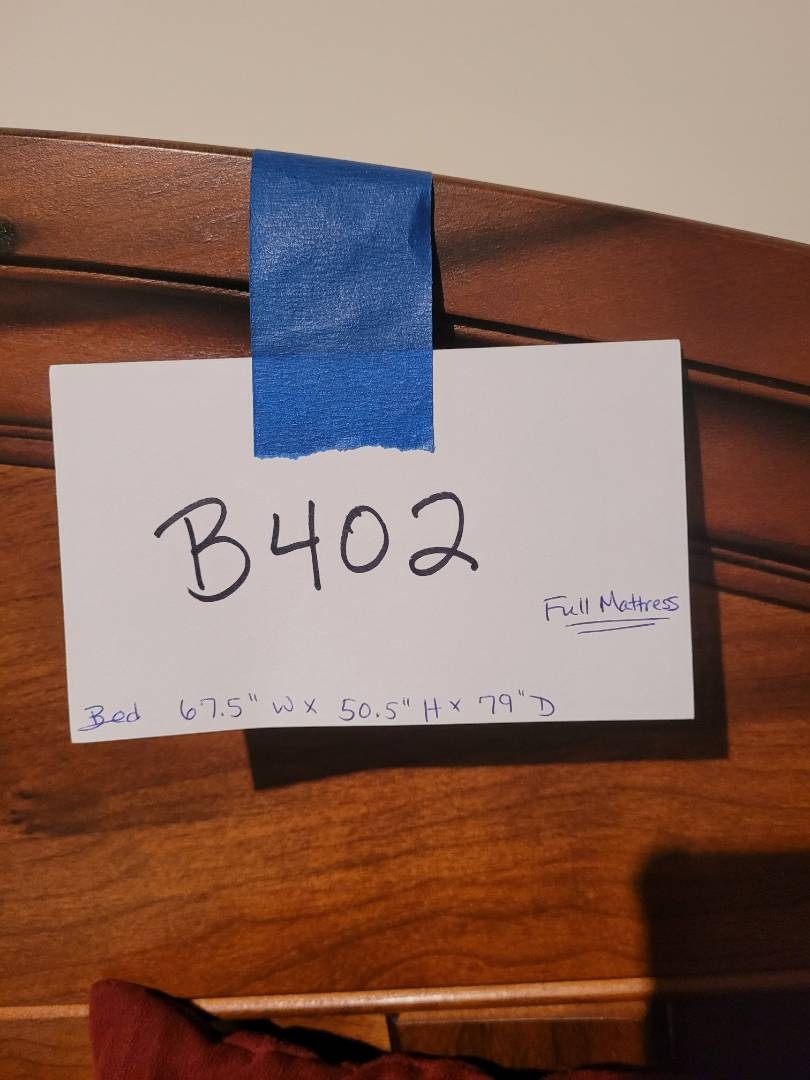 B402
Full Mattress
Bed 67.5" W x 50.5" H x 79" D